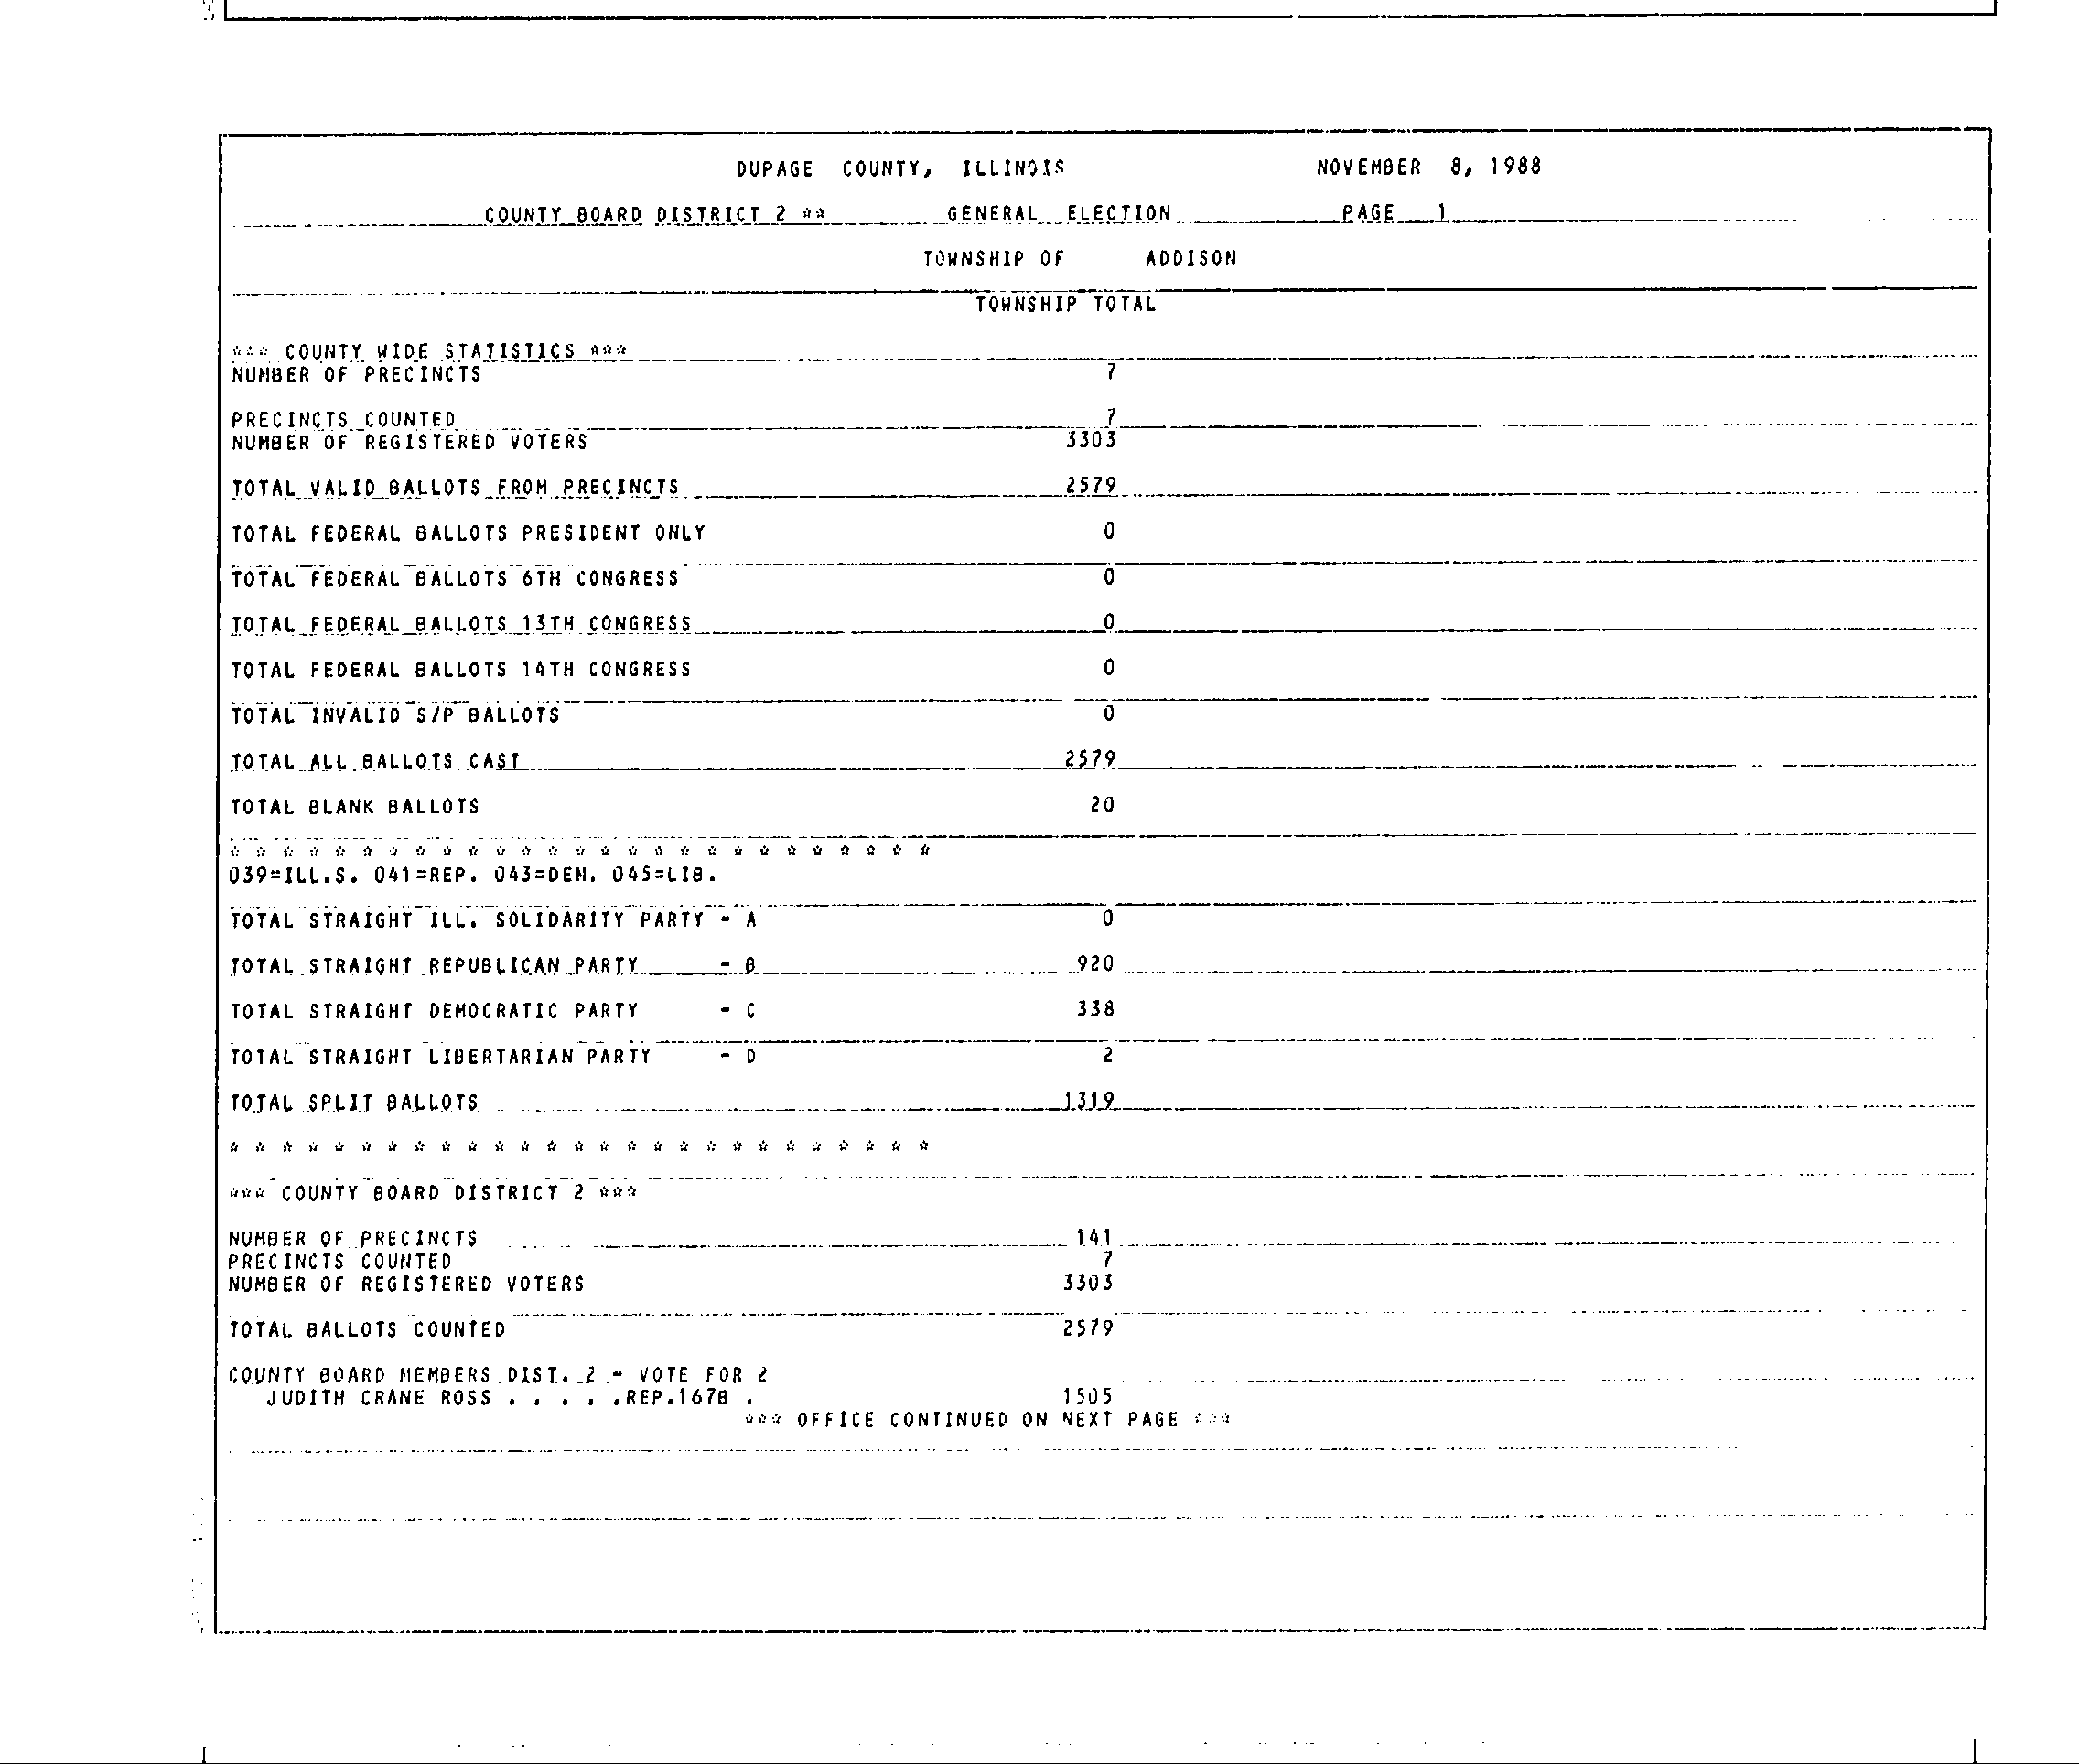 DUPAGE COUNTY, ILLINOIS NOVEMBER 8, 1988
COUNTY BOARD DISTRICT 2 ** GENERAL ELECTION PAGE 1
TOWNSHIP OF ADDISON
TOWNSHIP TOTAL
*** COUNTY WIDE STATISTICS ***
NUMBER OF PRECINCTS 7
PRECINCTS COUNTED 7
NUMBER OF REGISTERED VOTERS 3303
TOTAL VALID BALLOTS FROM PRECINCTS 2579
TOTAL FEDERAL BALLOTS PRESIDENT ONLY 0
TOTAL FEDERAL BALLOTS 6TH CONGRESS 0
TOTAL FEDERAL BALLOTS 13TH CONGRESS 0
TOTAL FEDERAL BALLOTS 14TH CONGRESS 0
TOTAL INVALID S/P BALLOTS 0
TOTAL ALL BALLOTS CAST 2579
TOTAL BLANK BALLOTS 20
* * * * * * * * * * * * * * * * * * * * * * * * * * *
039=ILL.S. 041=REP. 043=DEM. 045=LIB.
TOTAL STRAIGHT ILL. SOLIDARITY PARTY - A 0
TOTAL STRAIGHT REPUBLICAN PARTY - B 920
TOTAL STRAIGHT DEMOCRATIC PARTY - C 338
TOTAL STRAIGHT LIBERTARIAN PARTY - D 2
TOTAL SPLIT BALLOTS 1319
* * * * * * * * * * * * * * * * * * * * * * * * * * *
*** COUNTY BOARD DISTRICT 2 ***
NUMBER OF PRECINCTS 141
PRECINCTS COUNTED 7
NUMBER OF REGISTERED VOTERS 3303
TOTAL BALLOTS COUNTED 2579
COUNTY BOARD MEMBERS DIST. 2 - VOTE FOR 2
JUDITH CRANE ROSS . . . . .REP.167B . 1505
*** OFFICE CONTINUED ON NEXT PAGE ***